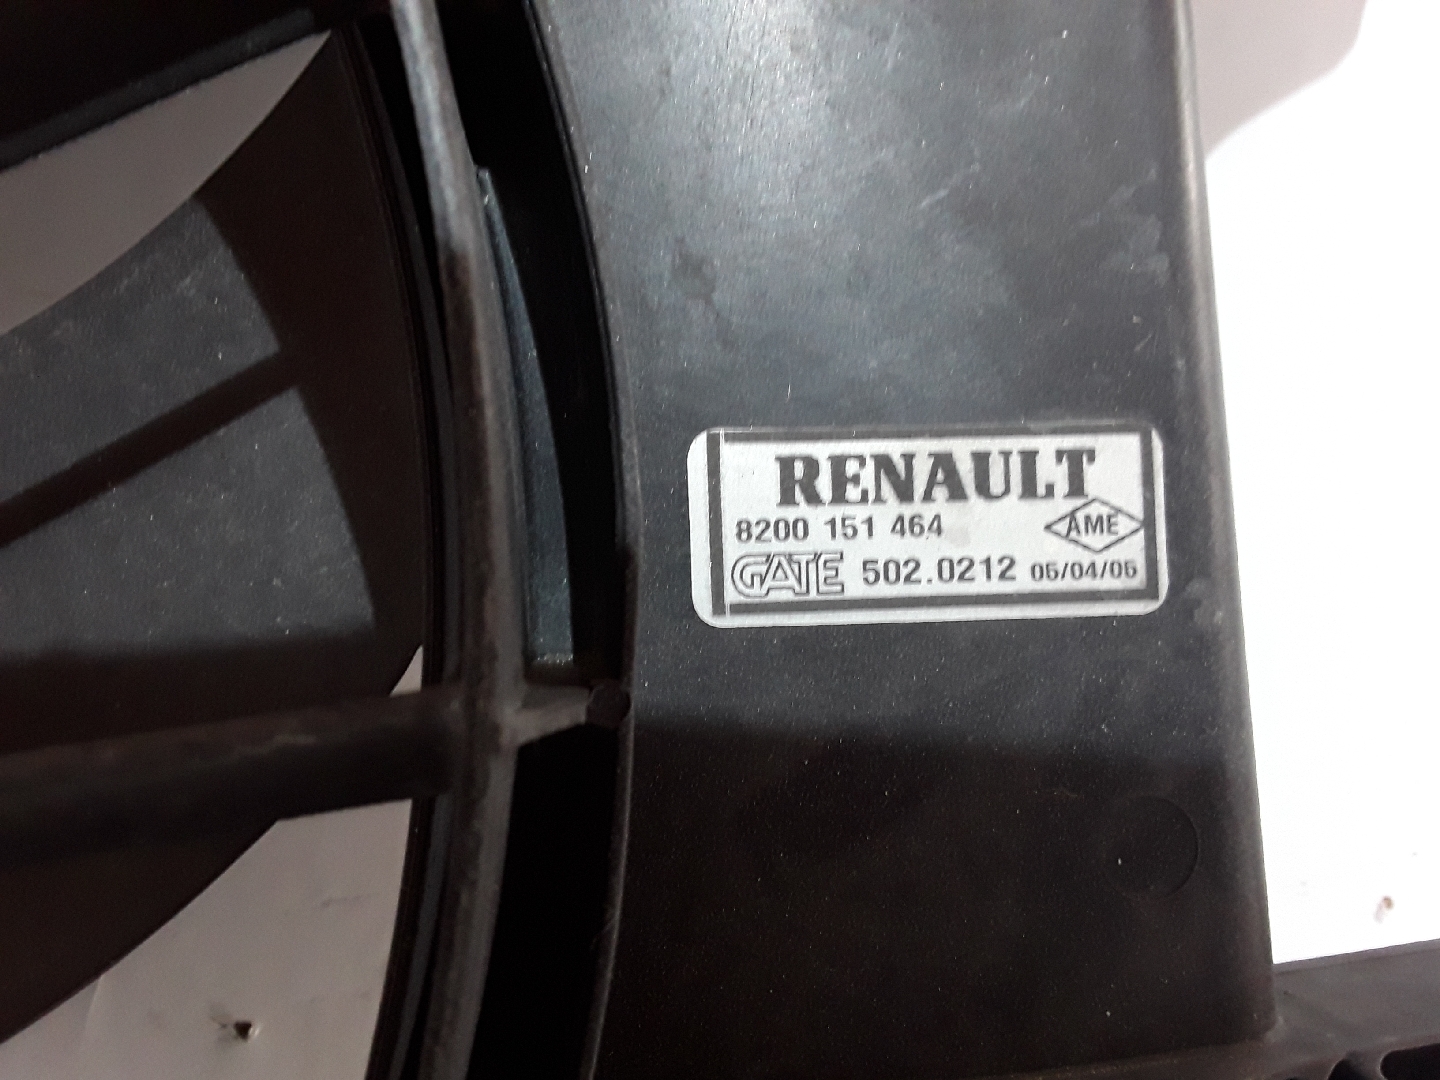 RENAULT
8200 151 464 AME
GATE 502.0212 05/04/05